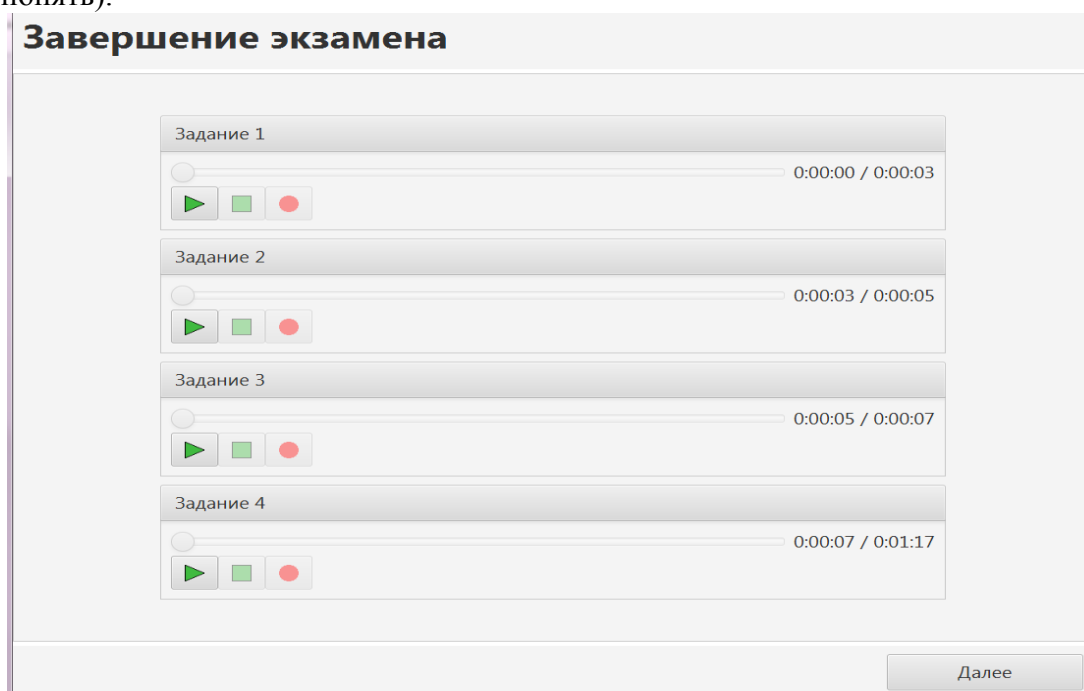 понять).
Завершение экзамена
Задание 1
0:00:00 / 0:00:03
Задание 2
0:00:03 / 0:00:05
Задание 3
0:00:05 / 0:00:07
Задание 4
0:00:07 / 0:01:17
Далее